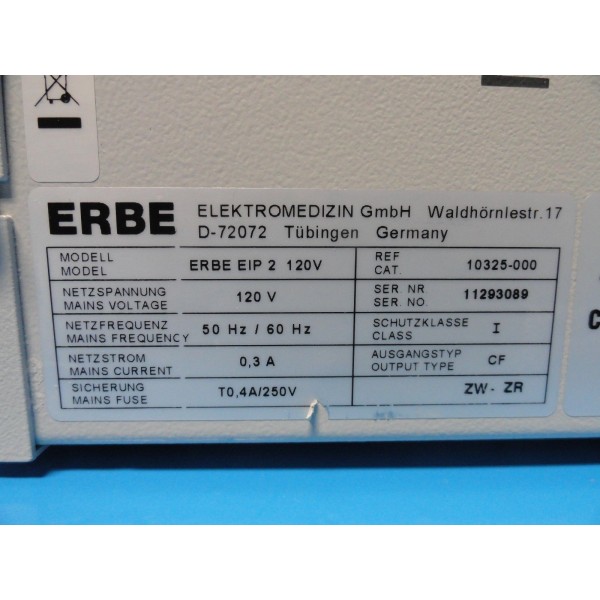 ERBE ELEKTROMEDIZIN GmbH Waldhörnlestr.17
D-72072 Tübingen Germany
MODELL
MODEL
ERBE EIP 2 120V
REF
CAT.
10325-000
NETZSPANNUNG
MAINS VOLTAGE
120 V
SER. NR
SER. NO.
11293089
NETZFREQUENZ
MAINS FREQUENCY
50 Hz / 60 Hz
SCHUTZKLASSE
CLASS
I
NETZSTROM
MAINS CURRENT
0,3 A
AUSGANGSTYP
OUTPUT TYPE
CF
SICHERUNG
MAINS FUSE
T0,4A/250V
ZW- ZR
C